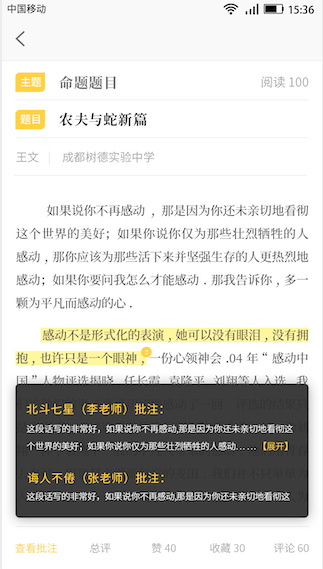 中国移动 15:36
主题 命题题目 阅读 100
题目 农夫与蛇新篇
王文 | 成都树德实验中学
如果说你不再感动，那是因为你还未亲切地看彻
这个世界的美好；如果你说你仅为那些壮烈牺牲的人
感动，那你应该为那些活下来并坚强生存的人更热烈地
感动；如果你要问我怎么才能感动．那我告诉你，多一
颗为平凡而感动的心．
感动不是形式化的表演，她可以没有眼泪，没有拥
抱，也许只是一个眼神，一份心领神会．04 年“感动中
国”人物评选揭晓，任长霞，袁隆平，刘翔等人入选，我
北斗七星（李老师）批注：
这段话写的非常好，如果说你不再感动,那是因为你还未亲切地看彻这
个世界的美好；如果你说你仅为那些壮烈牺牲的人感动…… 【展开】
诲人不倦（张老师）批注：
这段话写的非常好，如果说你不再感动,那是因为你还未亲切地看彻这
查看批注 总评 赞 40 收藏 30 评论 60